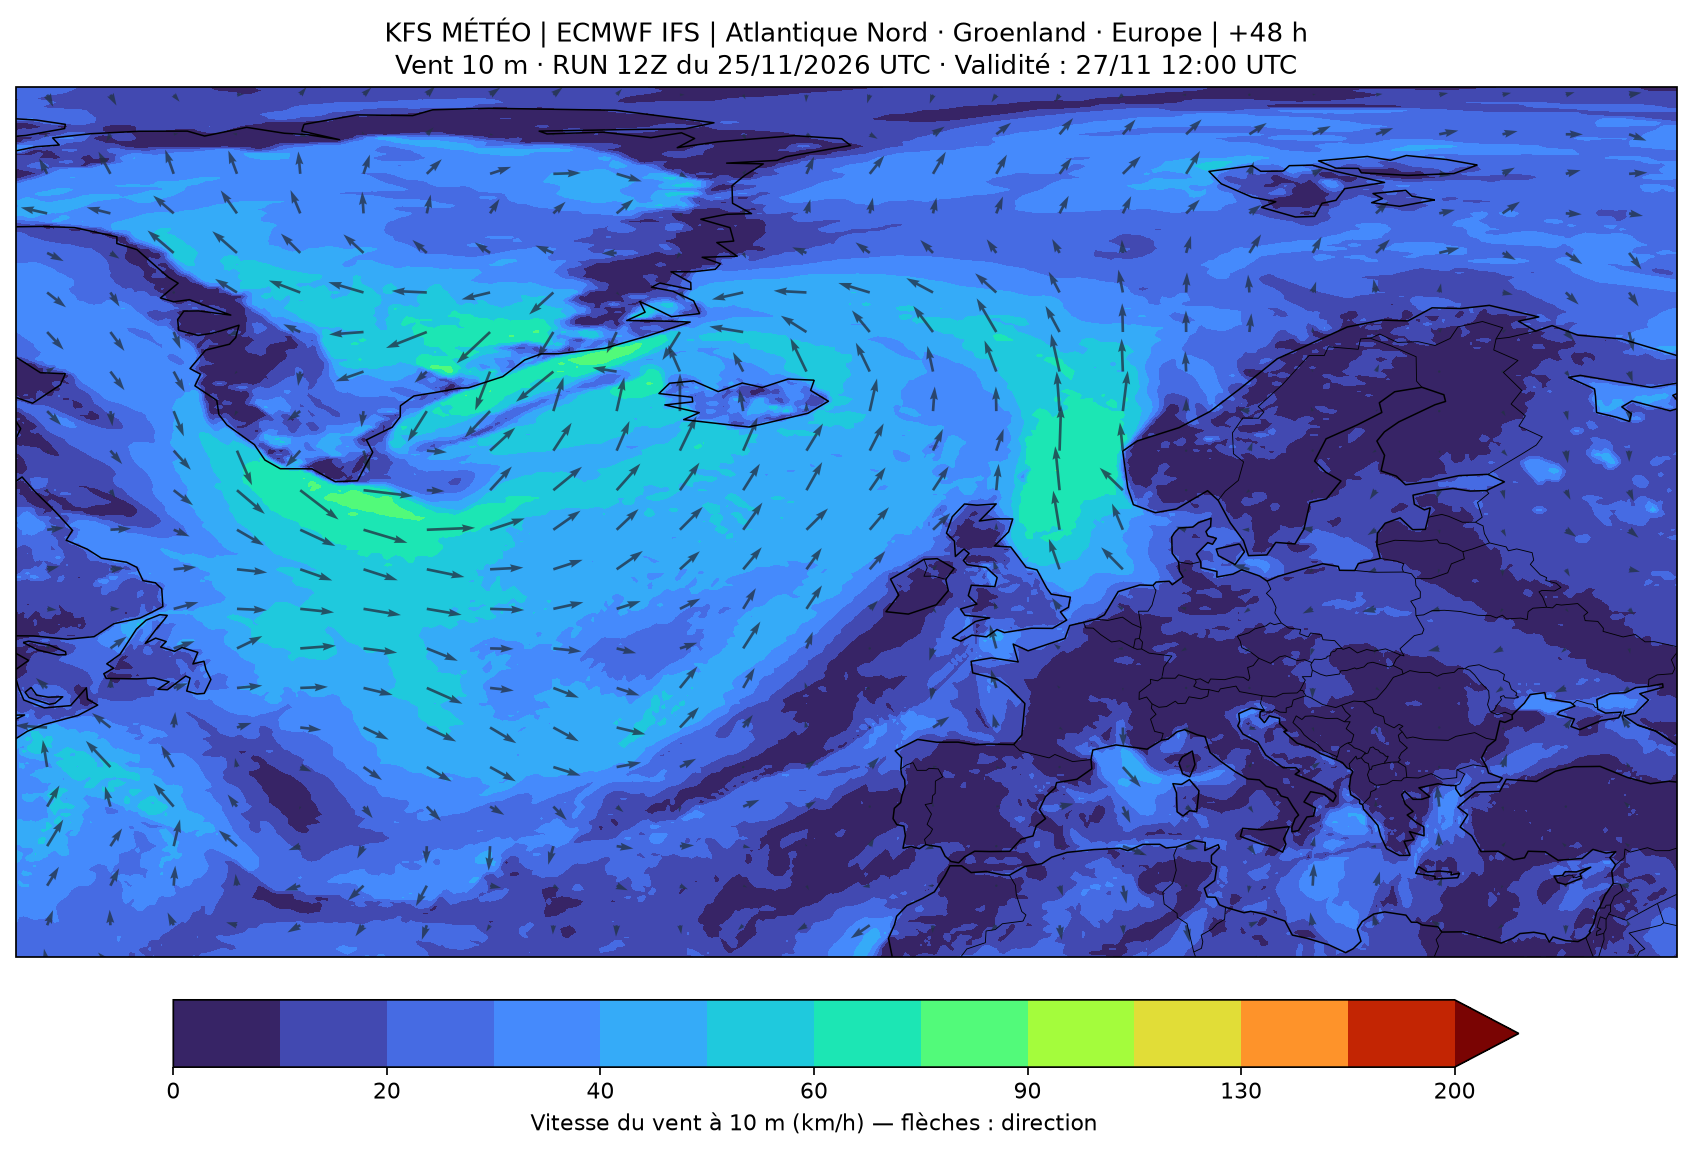 KFS MÉTÉO | ECMWF IFS | Atlantique Nord · Groenland · Europe | +48 h
Vent 10 m · RUN 12Z du 25/11/2026 UTC · Validité : 27/11 12:00 UTC
0 20 40 60 90 130 200
Vitesse du vent à 10 m (km/h) — flèches : direction